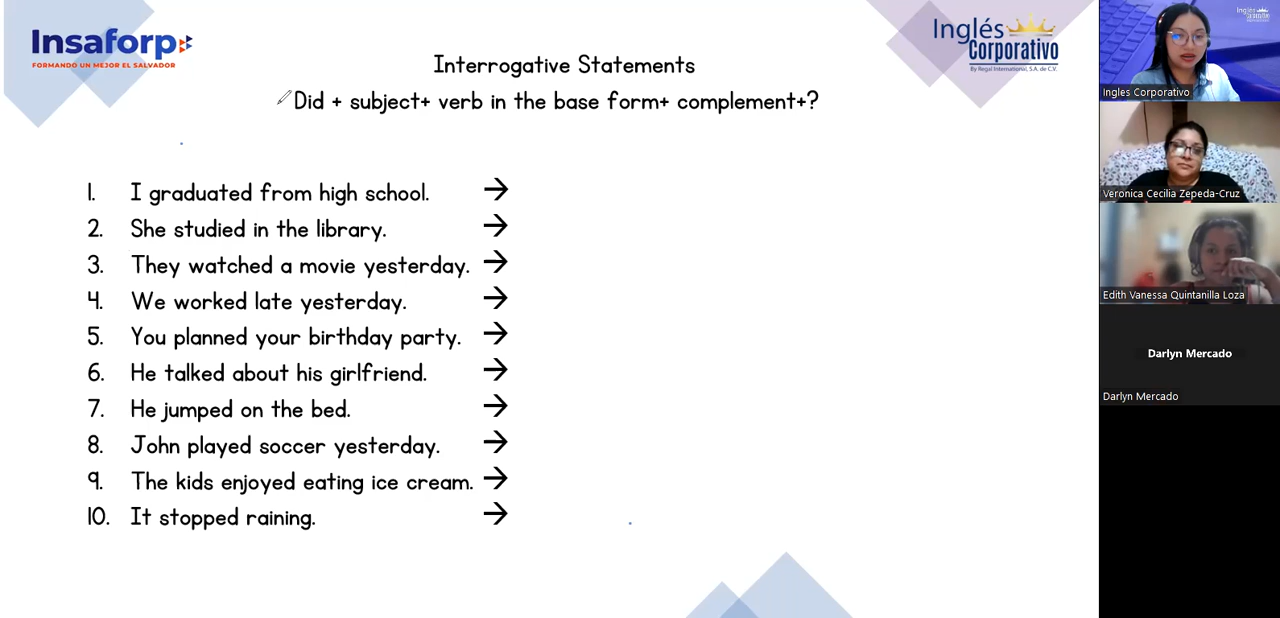 Insaforp
FORMANDO UN MEJOR EL SALVADOR
Inglés
Corporativo
By Regal International, S.A. de C.V.
Interrogative Statements
Did + subject+ verb in the base form+ complement+?
1. I graduated from high school. →
2. She studied in the library. →
3. They watched a movie yesterday. →
4. We worked late yesterday. →
5. You planned your birthday party. →
6. He talked about his girlfriend. →
7. He jumped on the bed. →
8. John played soccer yesterday. →
9. The kids enjoyed eating ice cream. →
10. It stopped raining. →
Ingles Corporativo
Veronica Cecilia Zepeda-Cruz
Edith Vanessa Quintanilla Loza
Darlyn Mercado
Darlyn Mercado